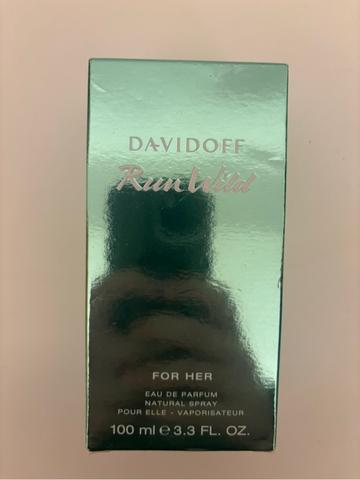 DAVIDOFF
Run Wild
FOR HER
EAU DE PARFUM
NATURAL SPRAY
POUR ELLE - VAPORISATEUR
100 ml ℮ 3.3 FL. OZ.